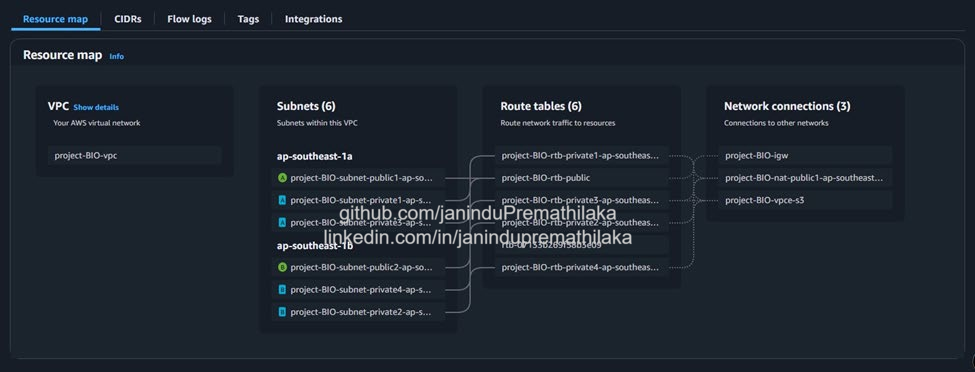 Resource map
CIDRs
Flow logs
Tags
Integrations
Resource map Info
VPC Show details
Your AWS virtual network
project-BIO-vpc
Subnets (6)
Subnets within this VPC
ap-southeast-1a
A project-BIO-subnet-public1-ap-so...
A project-BIO-subnet-private1-ap-s...
A project-BIO-subnet-private3-ap-s...
ap-southeast-1b
B project-BIO-subnet-public2-ap-so...
B project-BIO-subnet-private4-ap-s...
B project-BIO-subnet-private2-ap-s...
Route tables (6)
Route network traffic to resources
project-BIO-rtb-private1-ap-southeas...
project-BIO-rtb-public
project-BIO-rtb-private3-ap-southeas...
project-BIO-rtb-private2-ap-southeas...
project-BIO-rtb-private4-ap-southeas...
Network connections (3)
Connections to other networks
project-BIO-igw
project-BIO-nat-public1-ap-southeast...
project-BIO-vpce-s3
github.com/janinduPremathilaka
linkedin.com/in/janindupremathilaka